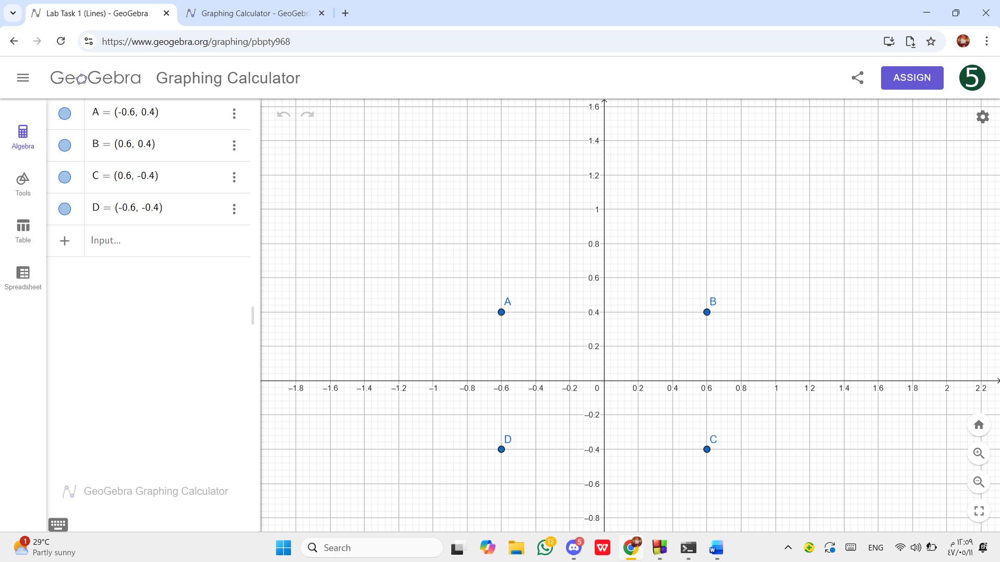 Lab Task 1 (Lines) - GeoGebra
Graphing Calculator - GeoGebra
https://www.geogebra.org/graphing/pbpty968
GeoGebra Graphing Calculator
ASSIGN
5
Algebra
Tools
Table
Spreadsheet
A = (-0.6, 0.4)
B = (0.6, 0.4)
C = (0.6, -0.4)
D = (-0.6, -0.4)
+ Input...
GeoGebra Graphing Calculator
1.6
1.4
1.2
1
0.8
0.6
A
B
0.4
0.2
–1.8 –1.6 –1.4 –1.2 –1 –0.8 –0.6 –0.4 –0.2 0 0.2 0.4 0.6 0.8 1 1.2 1.4 1.6 1.8 2 2.2
–0.2
D
C
–0.4
–0.6
–0.8
1
29°C
Partly sunny
Search
٢٤
5
W
W
ENG
١٢:٥٩ م
٤٧/٠٥/١١